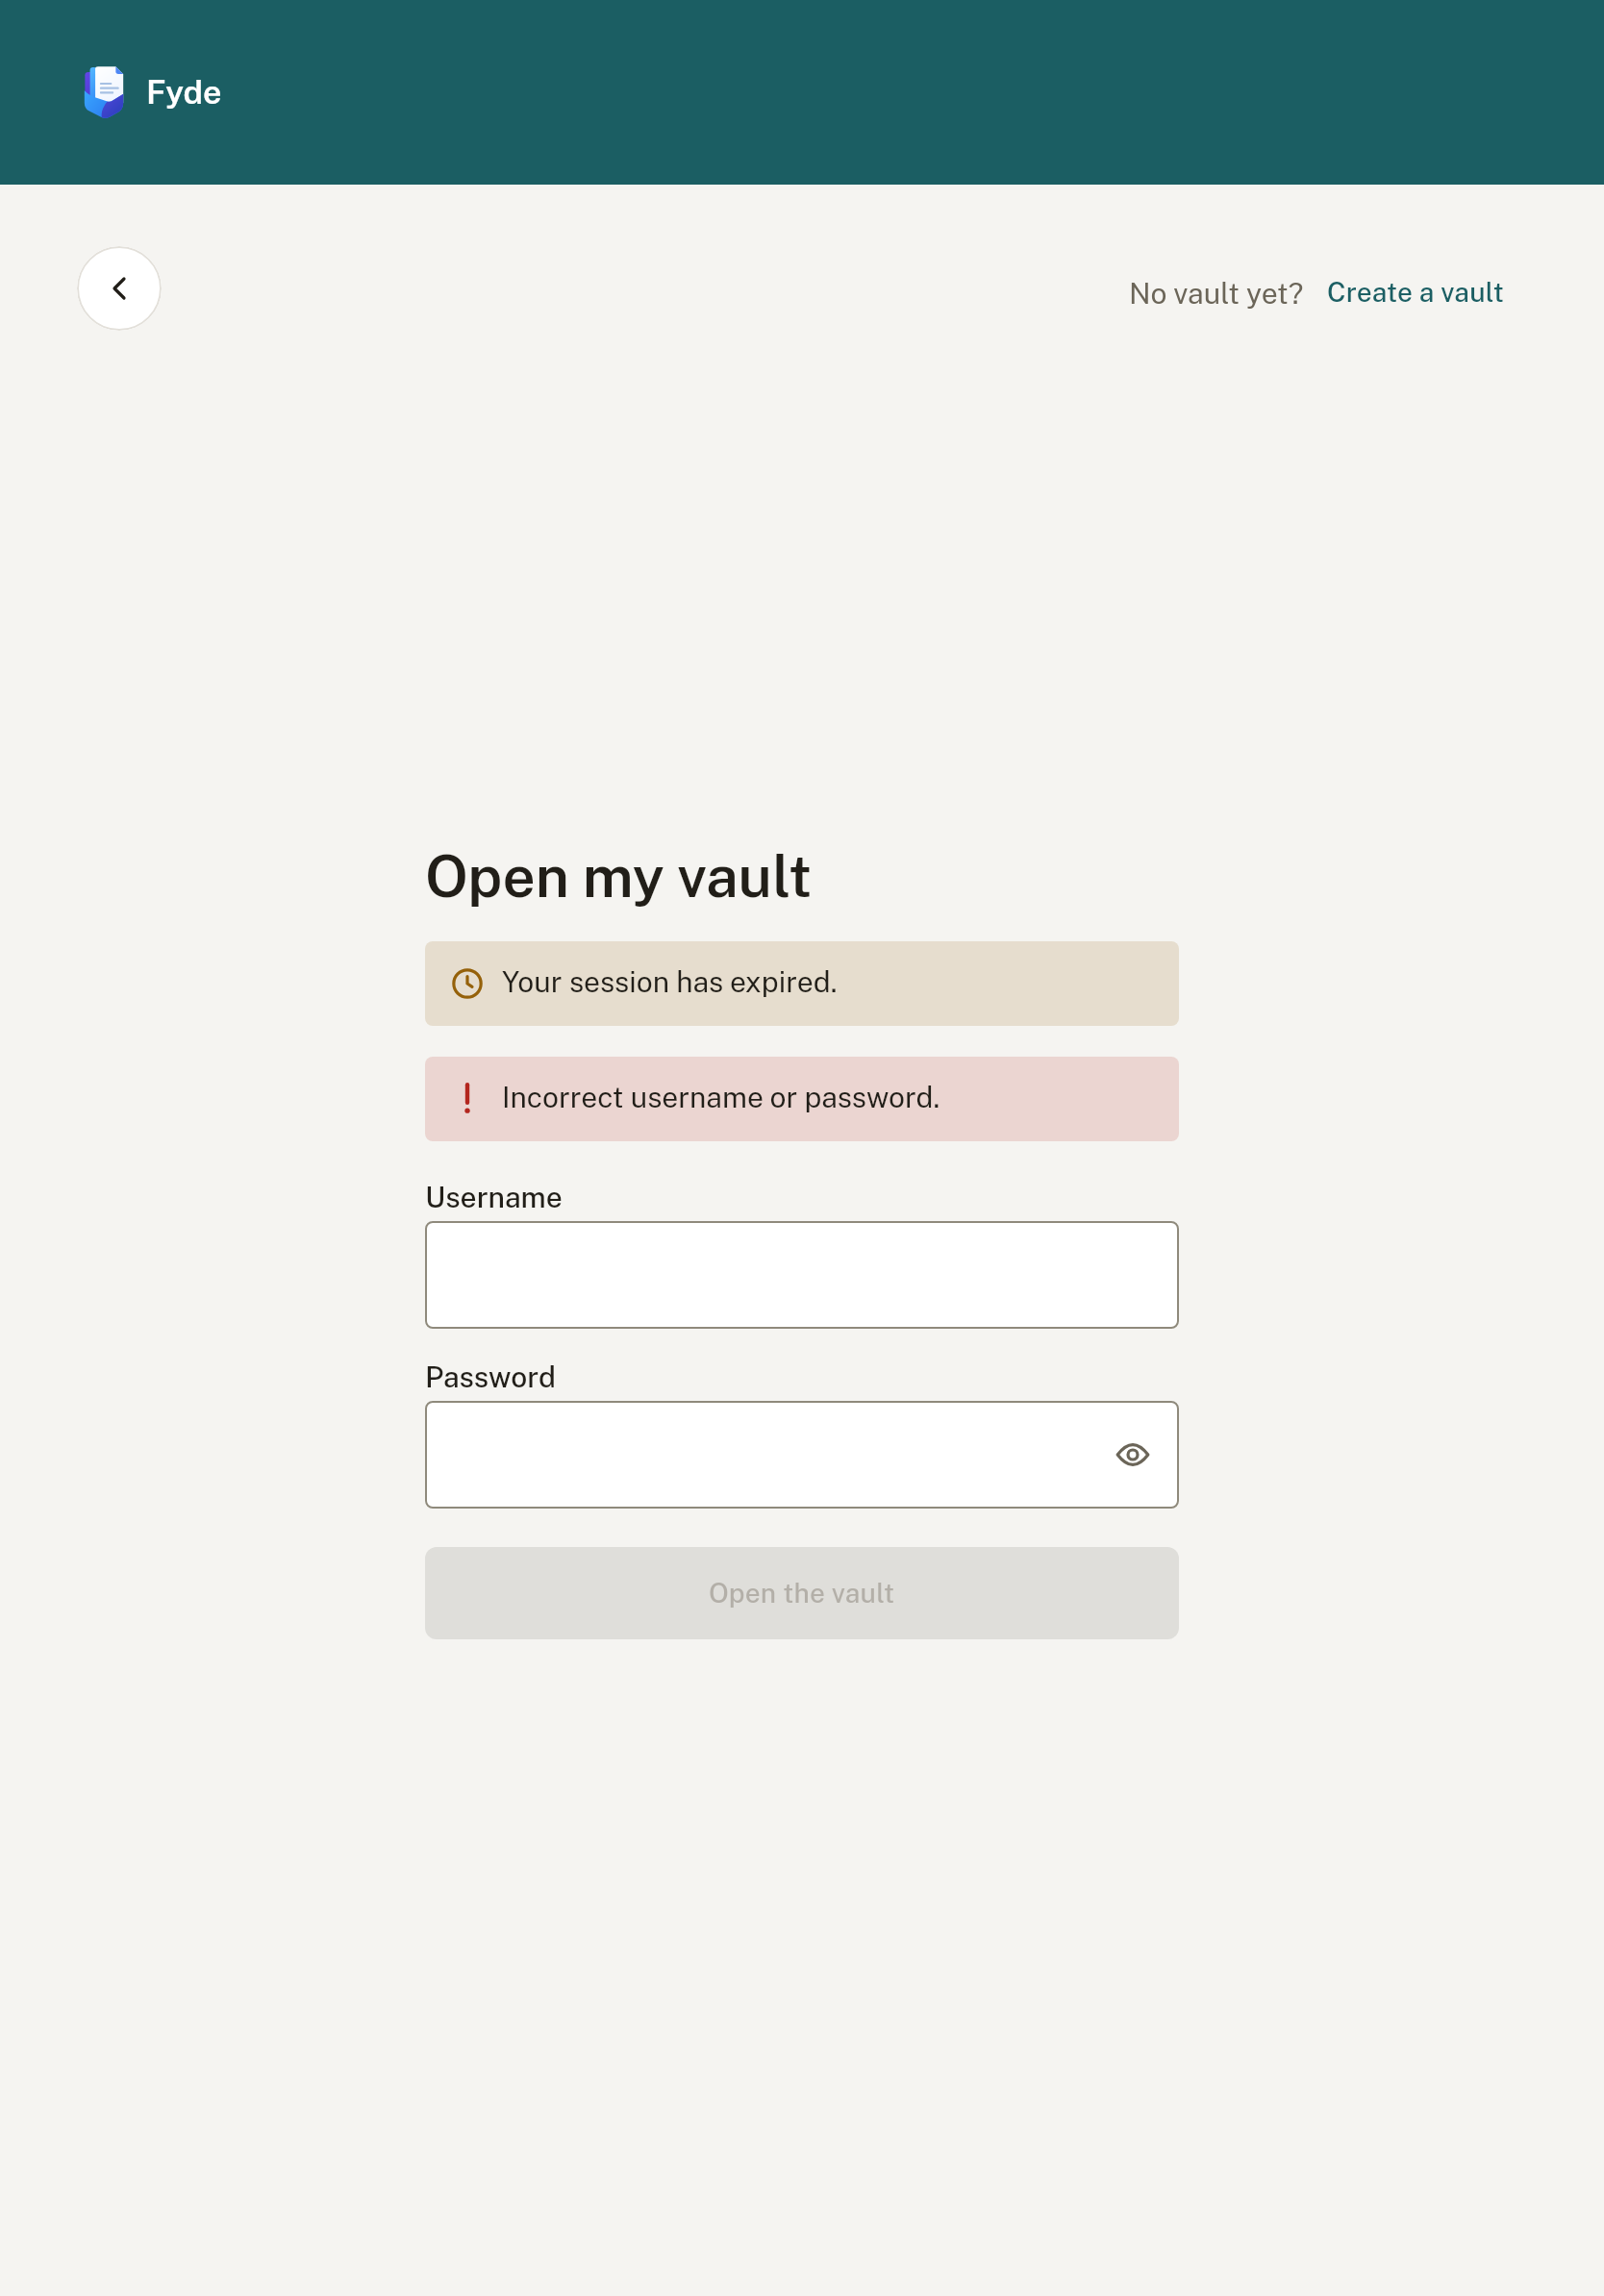 Fyde
No vault yet? Create a vault
Open my vault
Your session has expired.
Incorrect username or password.
Username
Password
Open the vault